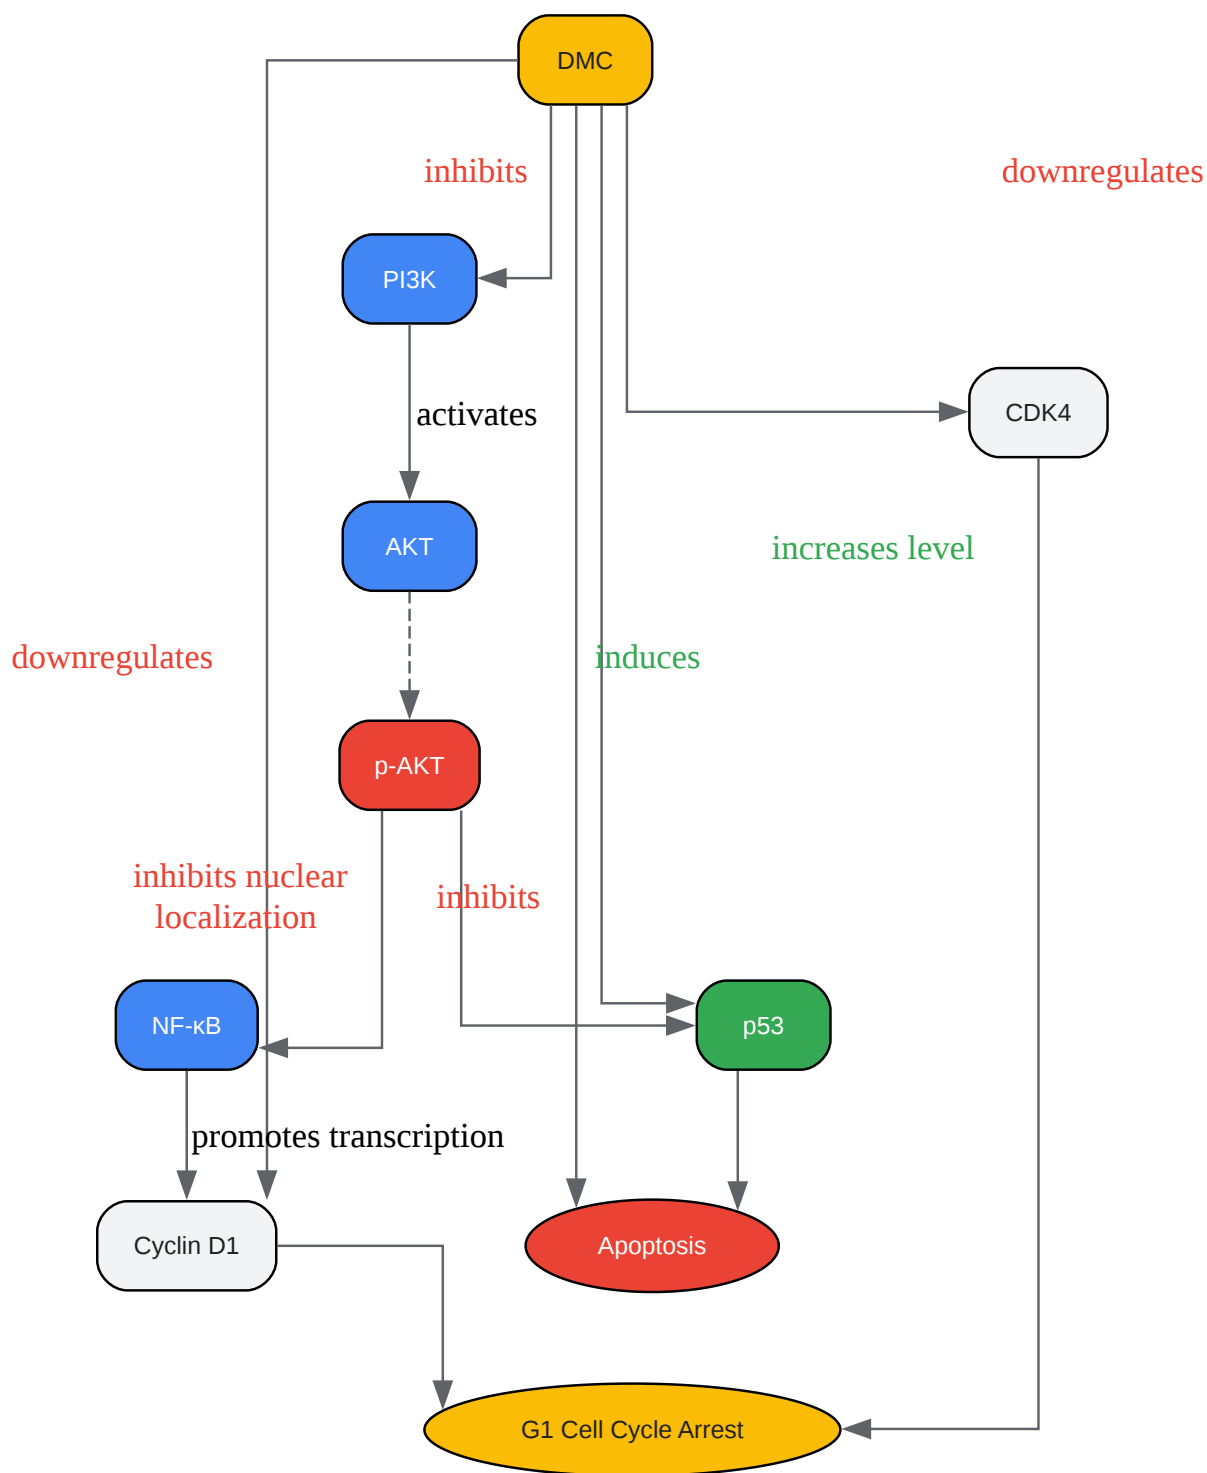 DMC
inhibits
downregulates
PI3K
CDK4
activates
AKT
increases level
downregulates
induces
p-AKT
inhibits nuclear
localization
inhibits
NF-κB
p53
promotes transcription
Cyclin D1
Apoptosis
G1 Cell Cycle Arrest